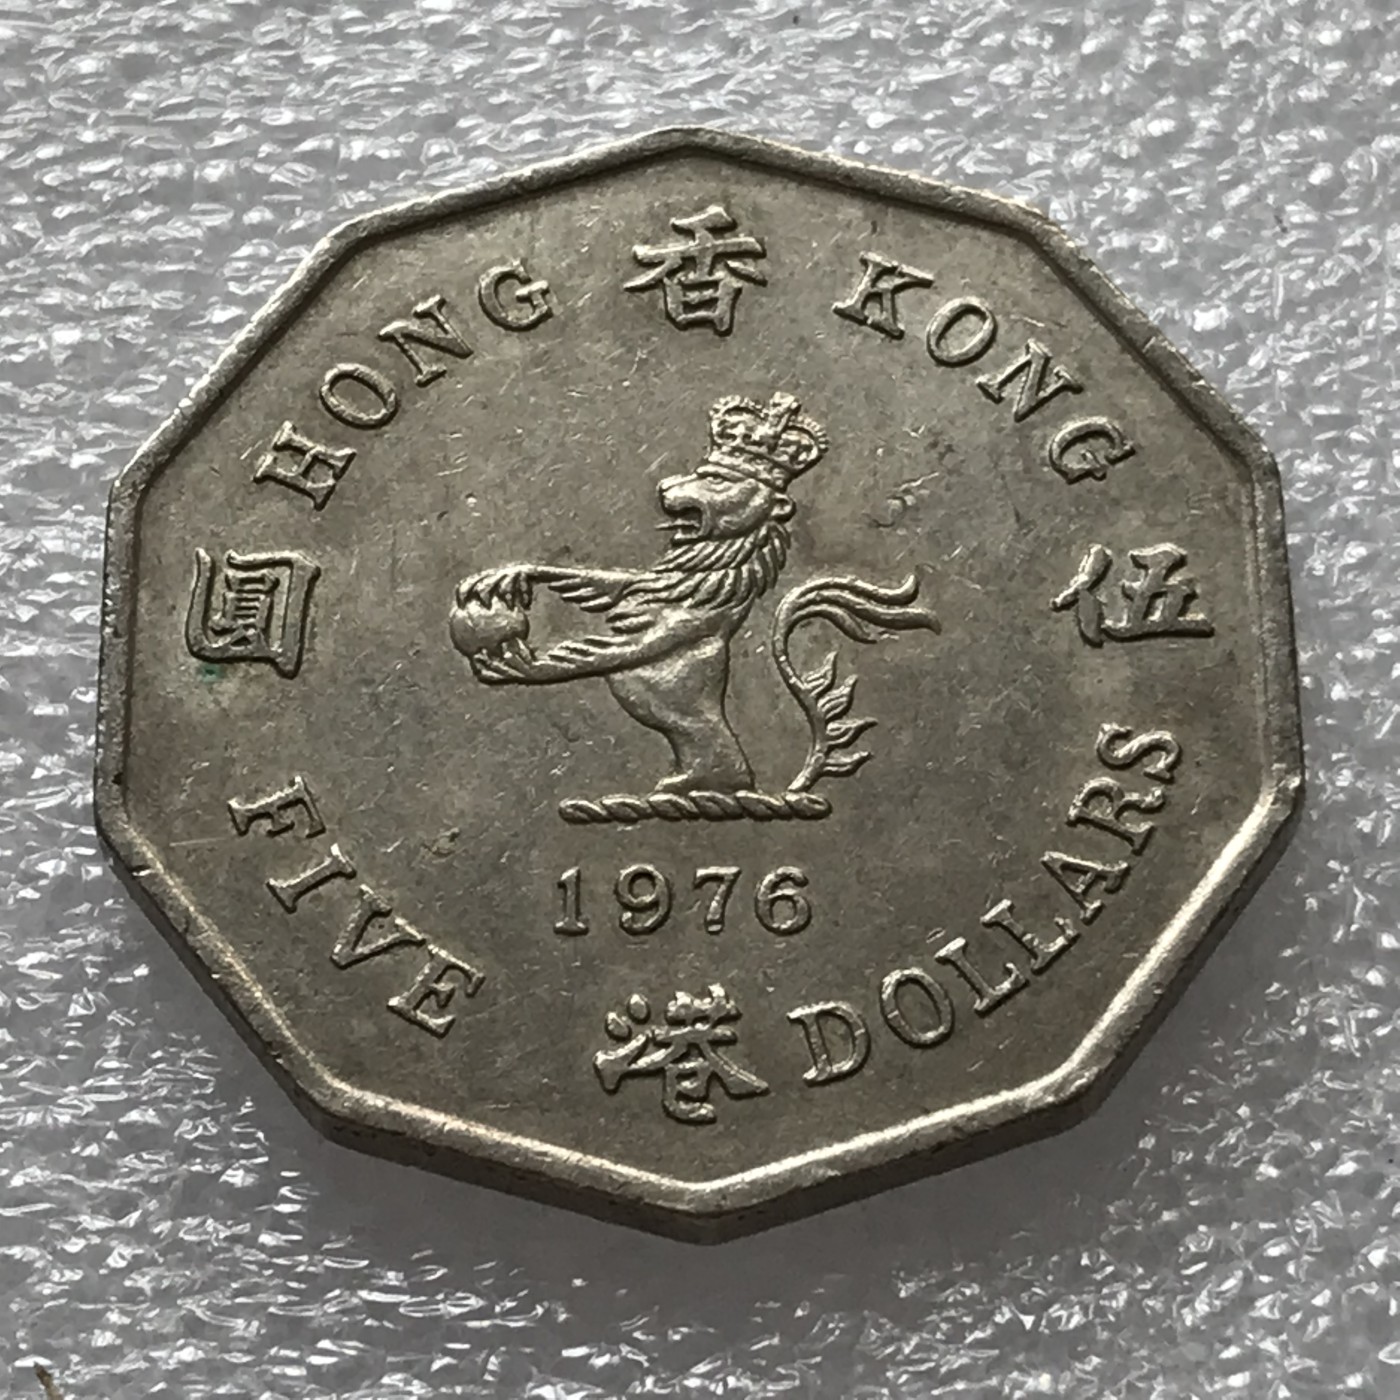 HONG KONG
香港
伍圓
1976
FIVE DOLLARS